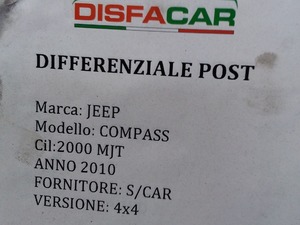 DISFACAR
DIFFERENZIALE POST
Marca: JEEP
Modello: COMPASS
Cil:2000 MJT
ANNO 2010
FORNITORE: S/CAR
VERSIONE: 4x4